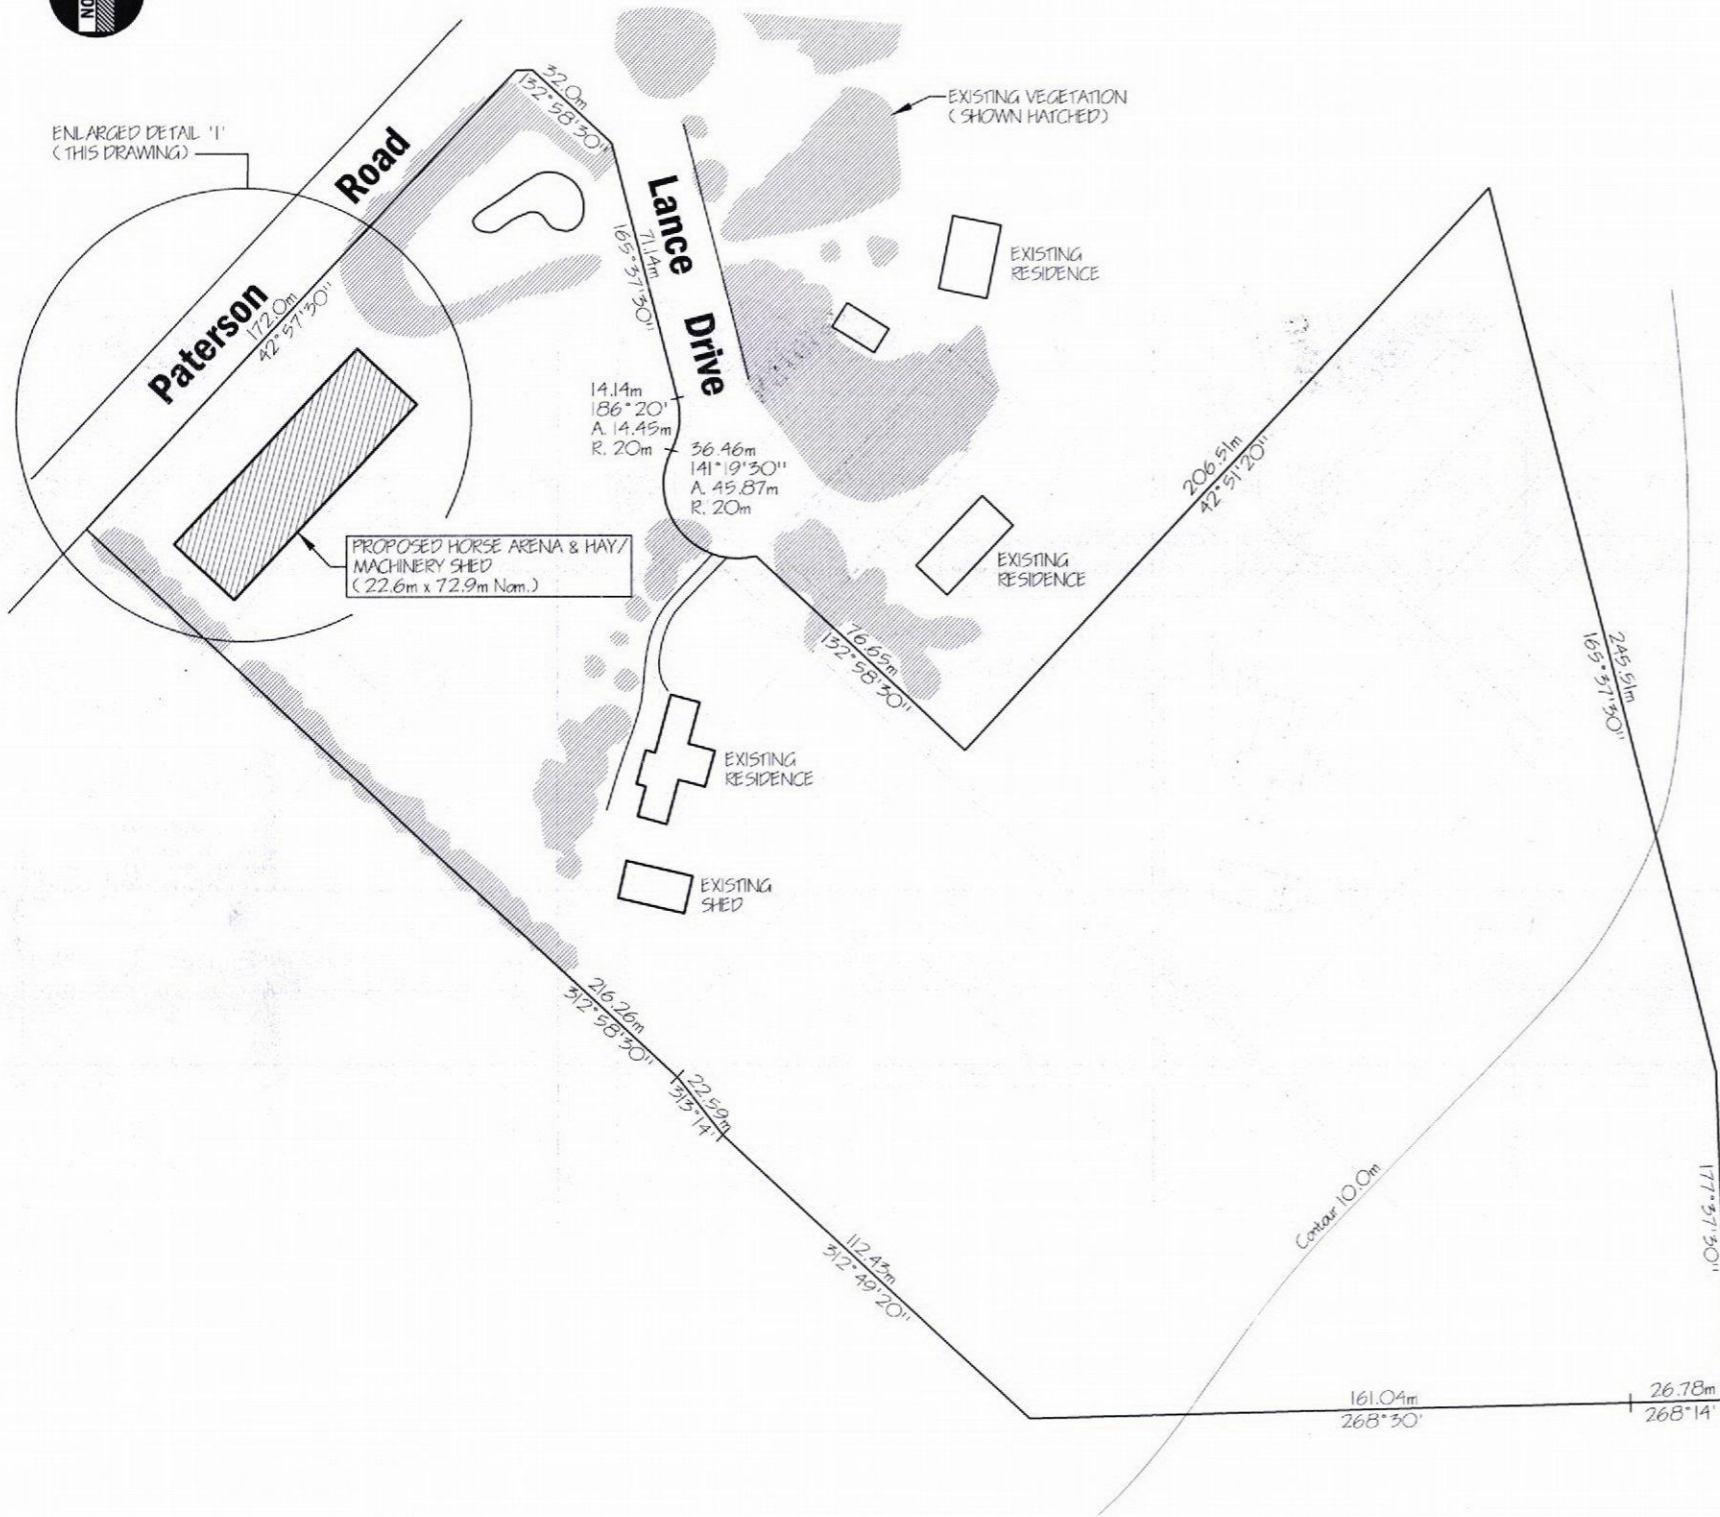 NO
ENLARGED DETAIL '1'
(THIS DRAWING)
Paterson Road
172.0m
42°57'30"
32.0m
132°58'30"
Lance Drive
71.14m
165°37'30"
EXISTING VEGETATION
(SHOWN HATCHED)
EXISTING
RESIDENCE
14.14m
186°20'
A. 14.45m
R. 20m
36.46m
141°19'30"
A. 45.87m
R. 20m
PROPOSED HORSE ARENA & HAY/
MACHINERY SHED
(22.6m x 72.9m Nom.)
EXISTING
RESIDENCE
206.51m
42°51'20"
76.65m
132°58'30"
245.51m
165°37'30"
EXISTING
RESIDENCE
EXISTING
SHED
216.26m
312°58'30"
22.59m
313°14'
112.43m
312°49'20"
Contour 10.0m
177°37'30"
161.04m
268°30'
26.78m
268°14'